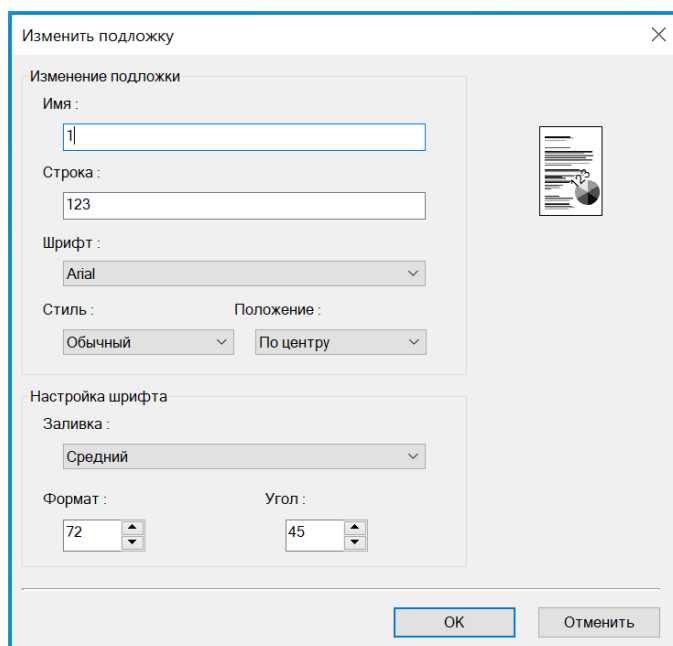 Изменить подложку
Изменение подложки
Имя :
1
Строка :
123
Шрифт :
Arial
Стиль : Положение :
Обычный По центру
Настройка шрифта
Заливка :
Средний
Формат : Угол :
72 45
123
OK Отменить